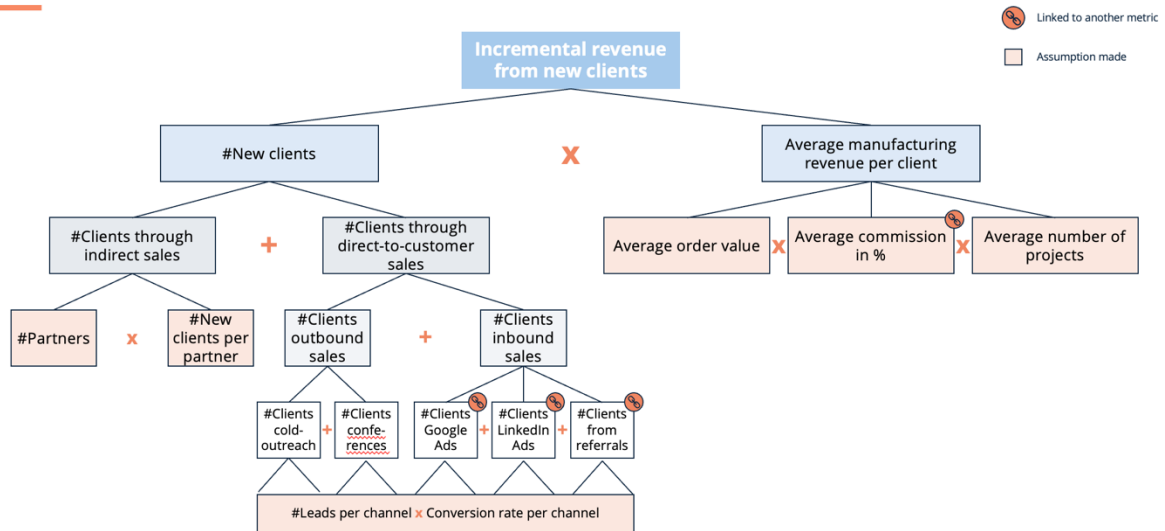 Linked to another metric
Assumption made
Incremental revenue
from new clients
#New clients
x
Average manufacturing
revenue per client
#Clients through
indirect sales
+
#Clients through
direct-to-customer
sales
Average order value
x
Average commission
in %
x
Average number of
projects
#Partners
x
#New
clients per
partner
#Clients
outbound
sales
+
#Clients
inbound
sales
#Clients
cold-
outreach
+
#Clients
confe-
rences
#Clients
Google
Ads
+
#Clients
LinkedIn
Ads
+
#Clients
from
referrals
#Leads per channel x Conversion rate per channel